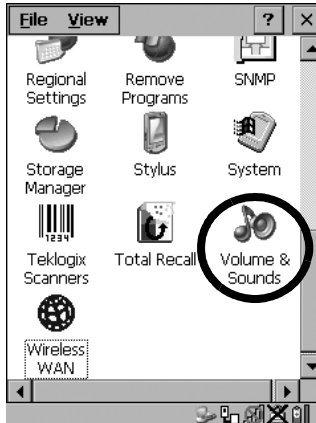 File View ?
Regional
Settings
Remove
Programs
SNMP
Storage
Manager
Stylus
System
1234
Teklogix
Scanners
Total Recall
Volume &
Sounds
Wireless
WAN